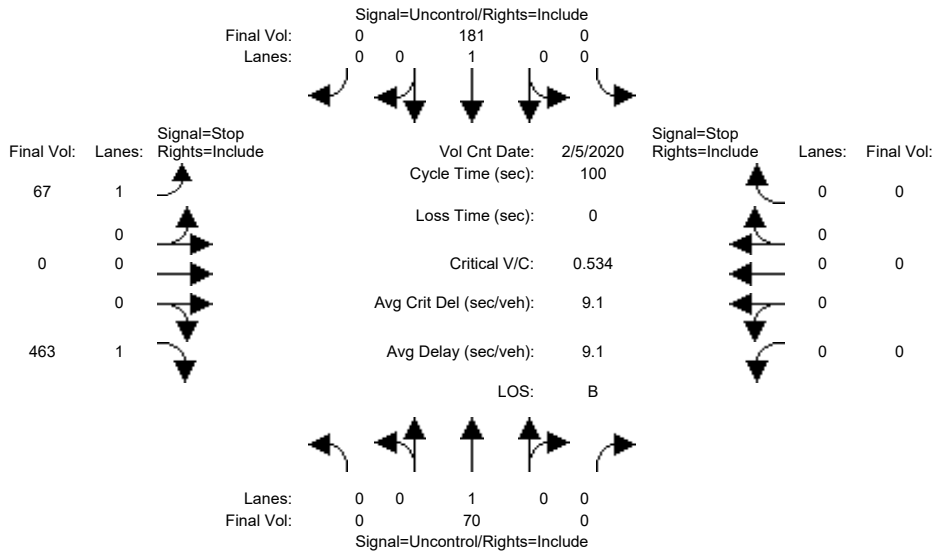 Signal=Uncontrol/Rights=Include
Final Vol: 0 181 0
Lanes: 0 0 1 0 0
Signal=Stop Signal=Stop
Final Vol: Lanes: Rights=Include Vol Cnt Date: 2/5/2020 Rights=Include Lanes: Final Vol:
Cycle Time (sec): 100
67 1 0 0
Loss Time (sec): 0
0 0
0 0 Critical V/C: 0.534 0 0
0 Avg Crit Del (sec/veh): 9.1 0
463 1 Avg Delay (sec/veh): 9.1 0 0
LOS: B
Lanes: 0 0 1 0 0
Final Vol: 0 70 0
Signal=Uncontrol/Rights=Include